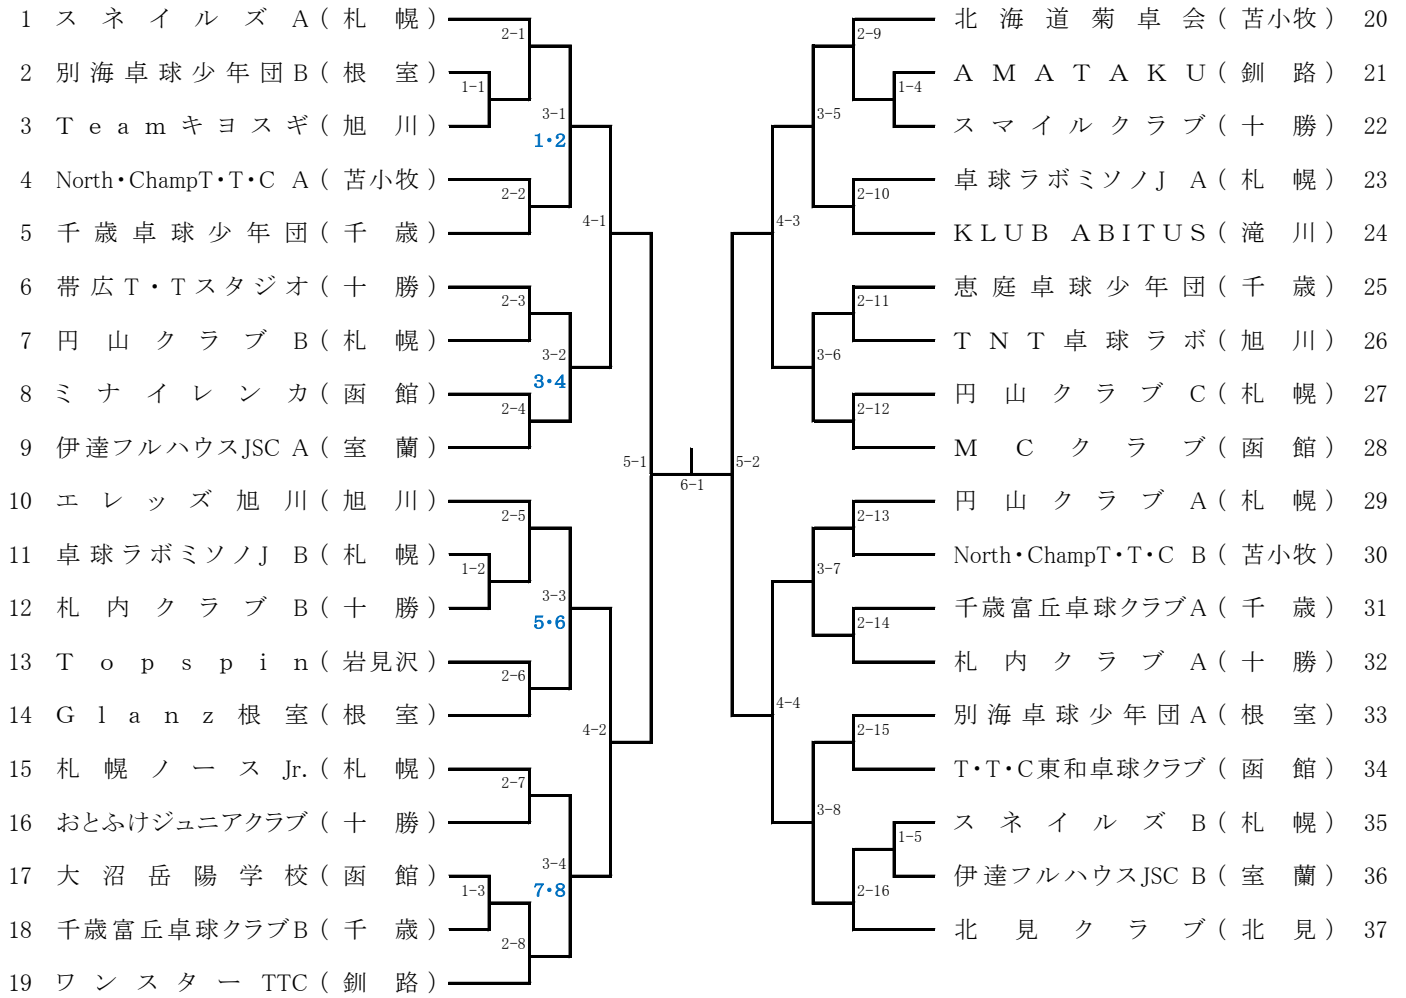 1 スネイルズA(札幌)
2 別海卓球少年団B(根室)
3 Teamキヨスギ(旭川)
4 North・ChampT・T・C A(苫小牧)
5 千歳卓球少年団(千歳)
6 帯広T・Tスタジオ(十勝)
7 円山クラブB(札幌)
8 ミナイレンカ(函館)
9 伊達フルハウスJSC A(室蘭)
10 エレッズ旭川(旭川)
11 卓球ラボミソノJ B(札幌)
12 札内クラブB(十勝)
13 Topspin(岩見沢)
14 Glanz根室(根室)
15 札幌ノースJr.(札幌)
16 おとふけジュニアクラブ(十勝)
17 大沼岳陽学校(函館)
18 千歳富丘卓球クラブB(千歳)
19 ワンスターTTC(釧路)
2-1
1-1
3-1
1・2
2-2
4-1
2-3
3-2
3・4
2-4
5-1
2-5
1-2
3-3
5・6
2-6
4-2
2-7
3-4
7・8
1-3
2-8
6-1
2-9
1-4
3-5
2-10
4-3
2-11
3-6
2-12
5-2
2-13
3-7
2-14
4-4
2-15
3-8
1-5
2-16
北海道菊卓会(苫小牧) 20
AMATAKU(釧路) 21
スマイルクラブ(十勝) 22
卓球ラボミソノJ A(札幌) 23
KLUB ABITUS(滝川) 24
恵庭卓球少年団(千歳) 25
TNT卓球ラボ(旭川) 26
円山クラブC(札幌) 27
MCクラブ(函館) 28
円山クラブA(札幌) 29
North・ChampT・T・C B(苫小牧) 30
千歳富丘卓球クラブA(千歳) 31
札内クラブA(十勝) 32
別海卓球少年団A(根室) 33
T・T・C東和卓球クラブ(函館) 34
スネイルズB(札幌) 35
伊達フルハウスJSC B(室蘭) 36
北見クラブ(北見) 37